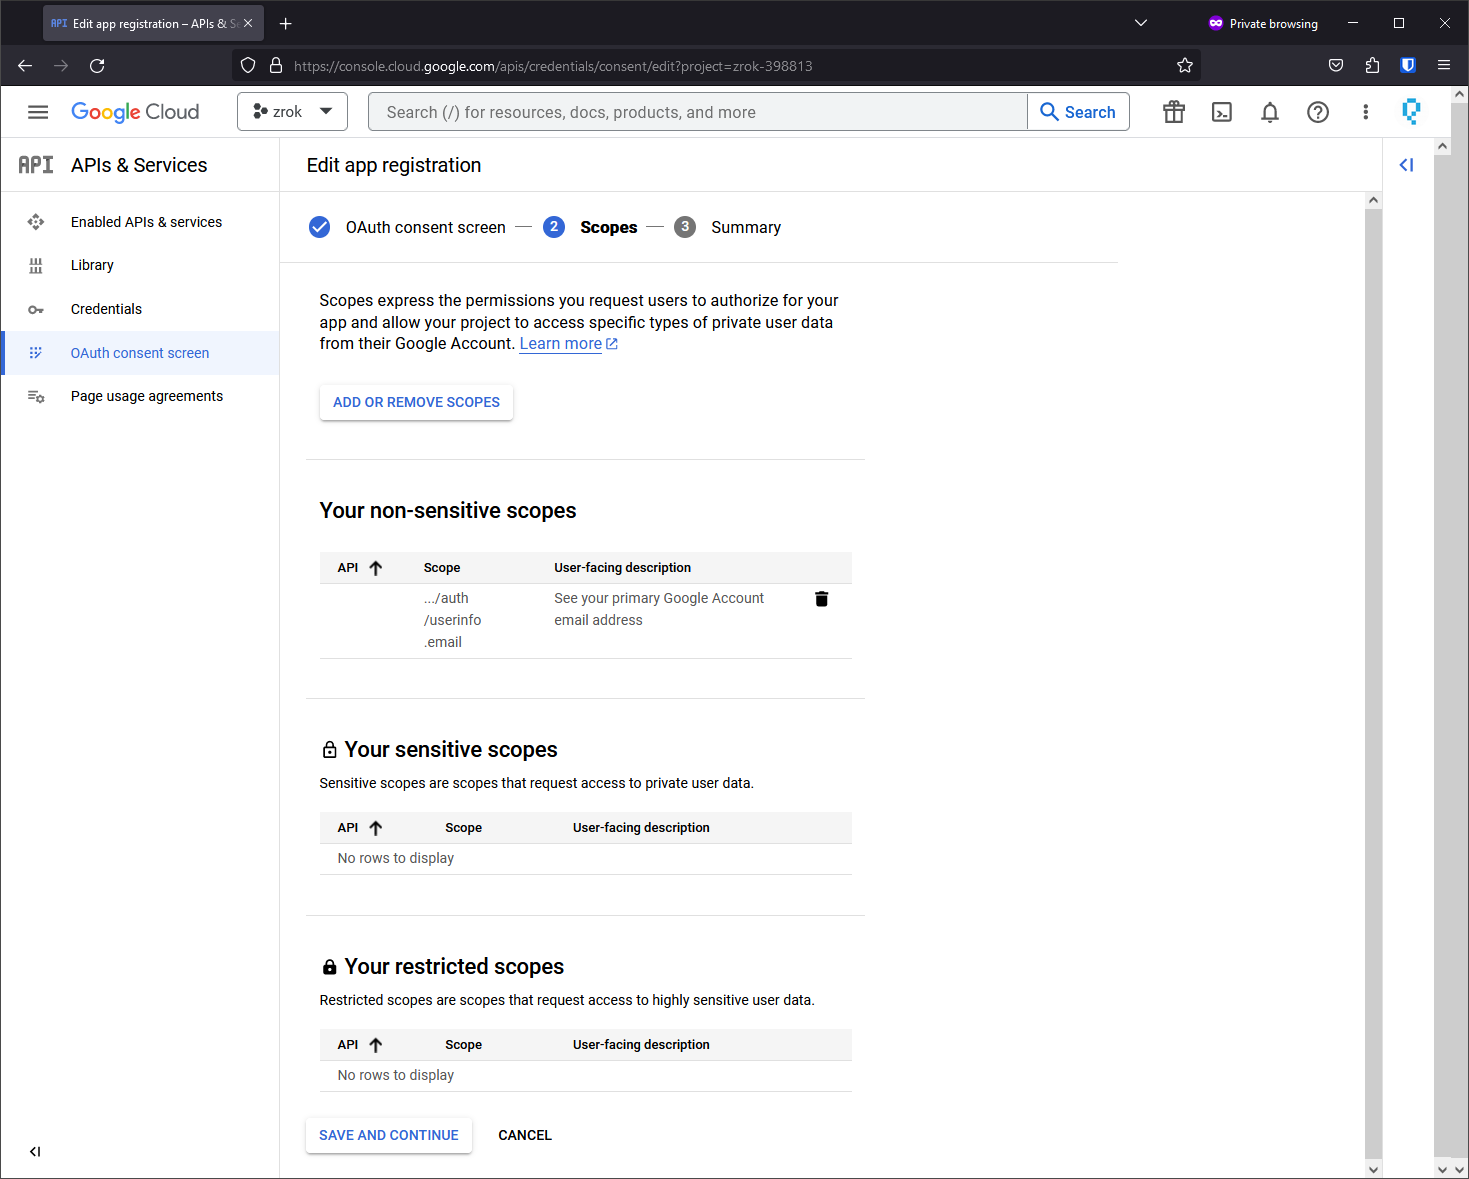 API Edit app registration – APIs & Se
Private browsing
https://console.cloud.google.com/apis/credentials/consent/edit?project=zrok-398813
Google Cloud
zrok
Search (/) for resources, docs, products, and more
Search
API
APIs & Services
Edit app registration
Enabled APIs & services
Library
Credentials
OAuth consent screen
Page usage agreements
OAuth consent screen
2
Scopes
3
Summary
Scopes express the permissions you request users to authorize for your
app and allow your project to access specific types of private user data
from their Google Account. Learn more
ADD OR REMOVE SCOPES
Your non-sensitive scopes
API Scope User-facing description
.../auth See your primary Google Account
/userinfo email address
.email
Your sensitive scopes
Sensitive scopes are scopes that request access to private user data.
API Scope User-facing description
No rows to display
Your restricted scopes
Restricted scopes are scopes that request access to highly sensitive user data.
API Scope User-facing description
No rows to display
SAVE AND CONTINUE
CANCEL